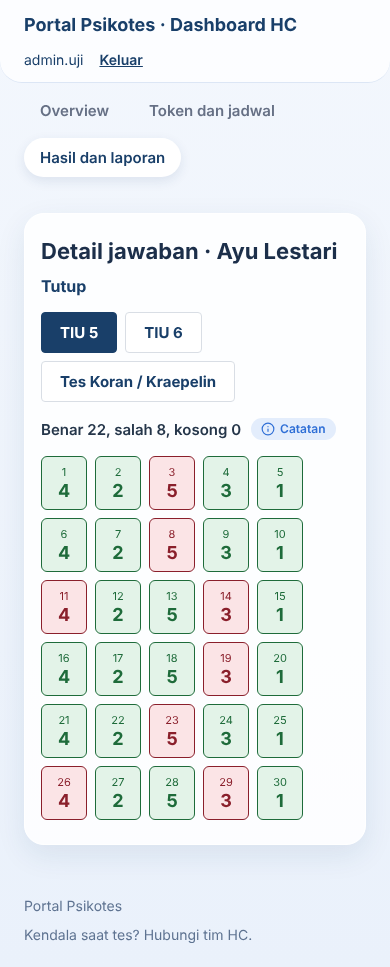 Portal Psikotes · Dashboard HC
admin.uji Keluar
Overview Token dan jadwal
Hasil dan laporan
Detail jawaban · Ayu Lestari
Tutup
TIU 5 TIU 6
Tes Koran / Kraepelin
Benar 22, salah 8, kosong 0 Catatan
1 2 3 4 5
4 2 5 3 1
6 7 8 9 10
4 2 5 3 1
11 12 13 14 15
4 2 5 3 1
16 17 18 19 20
4 2 5 3 1
21 22 23 24 25
4 2 5 3 1
26 27 28 29 30
4 2 5 3 1
Portal Psikotes
Kendala saat tes? Hubungi tim HC.